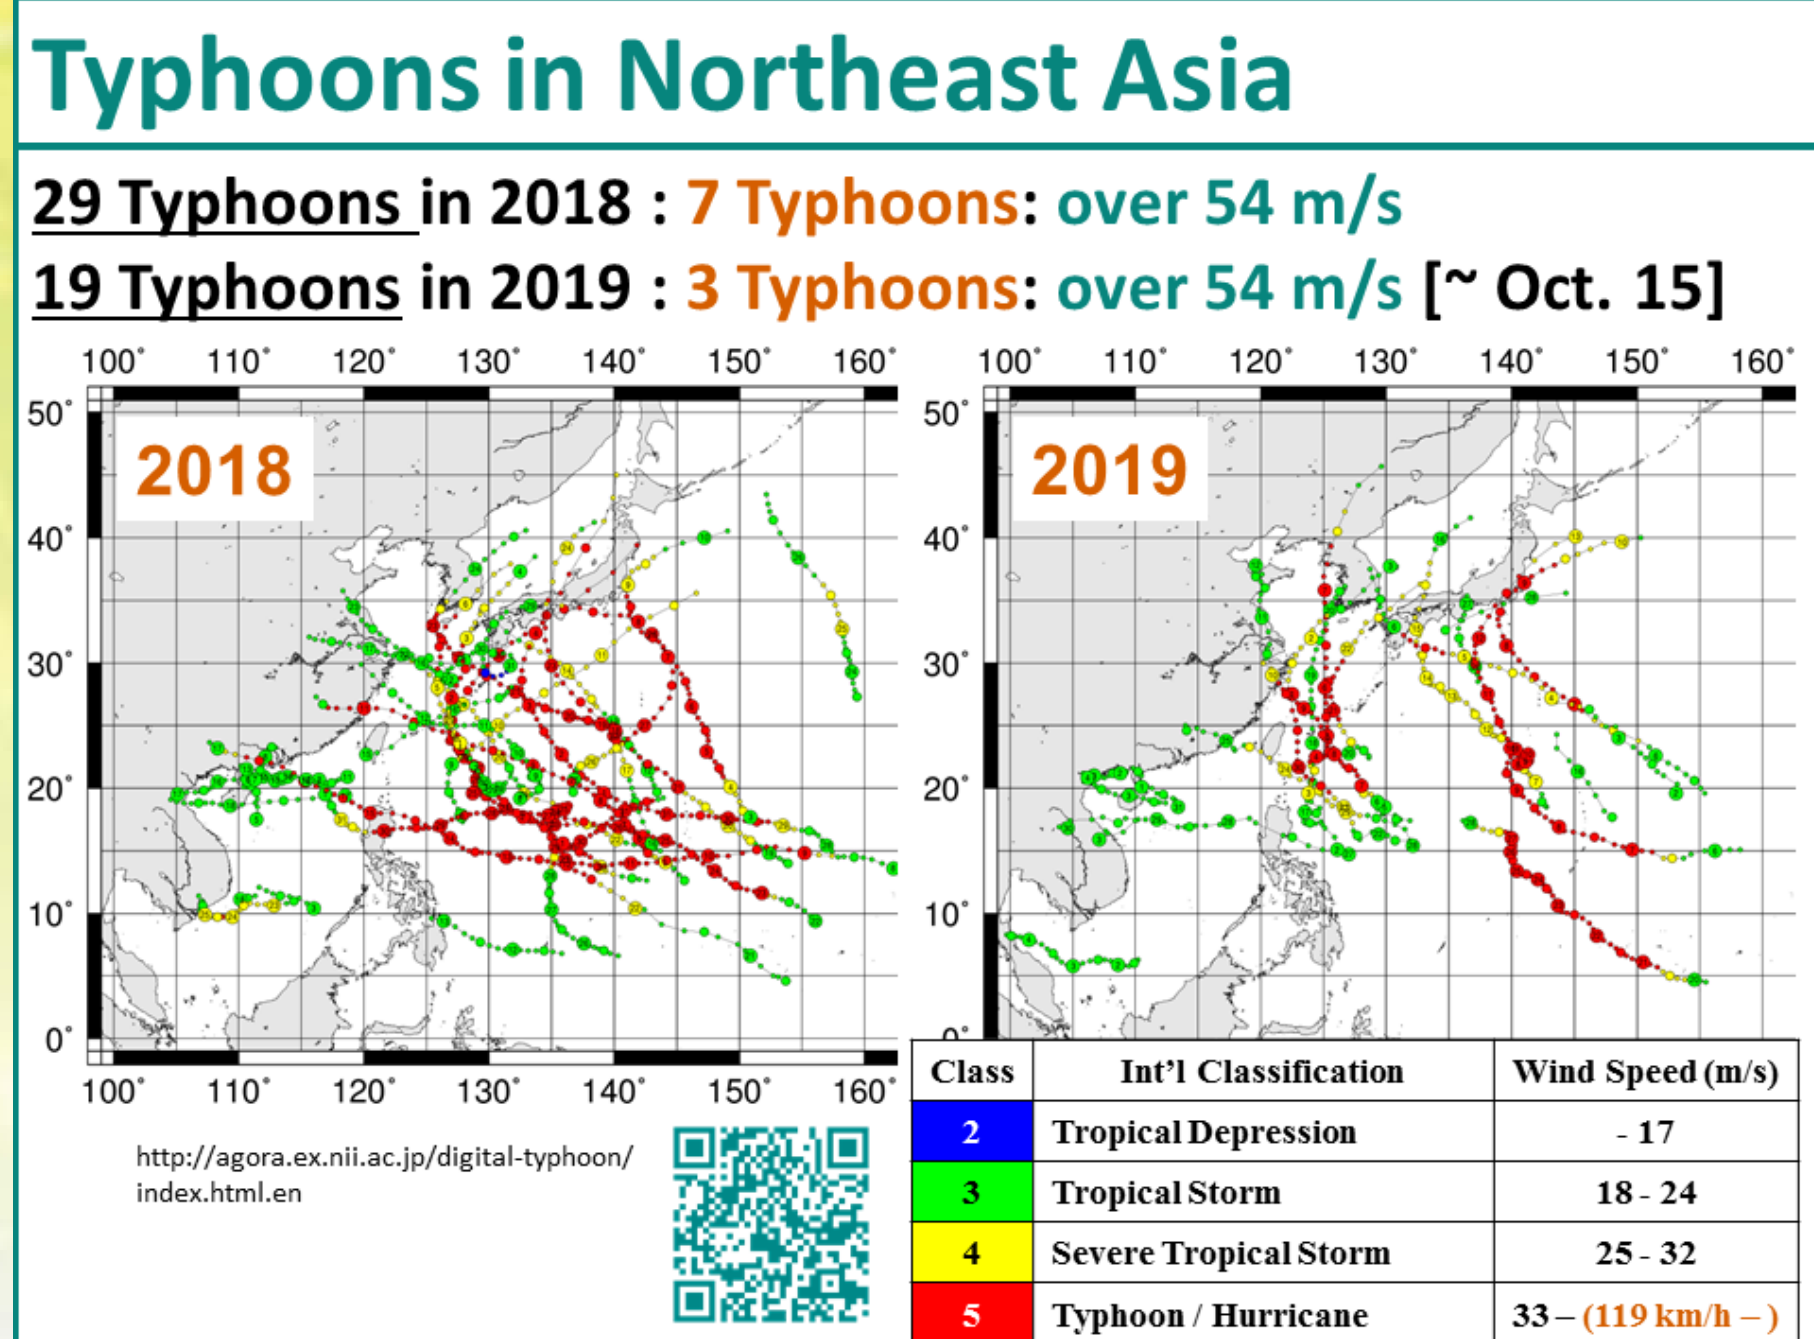 Typhoons in Northeast Asia
29 Typhoons in 2018 : 7 Typhoons: over 54 m/s
19 Typhoons in 2019 : 3 Typhoons: over 54 m/s [~ Oct. 15]
100° 110° 120° 130° 140° 150° 160°
50°
40°
30°
20°
10°
0°
2018
100° 110° 120° 130° 140° 150° 160°
100° 110° 120° 130° 140° 150° 160°
50°
40°
30°
20°
10°
2019
http://agora.ex.nii.ac.jp/digital-typhoon/
index.html.en
Class Int'l Classification Wind Speed (m/s)
2 Tropical Depression - 17
3 Tropical Storm 18 - 24
4 Severe Tropical Storm 25 - 32
5 Typhoon / Hurricane 33 – (119 km/h – )